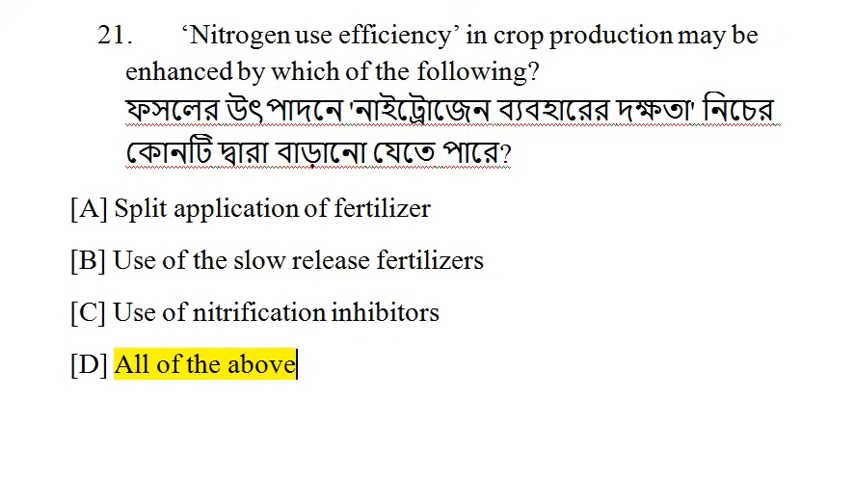 21. ‘Nitrogen use efficiency’ in crop production may be
enhanced by which of the following?
ফসলের উৎপাদনে 'নাইট্রোজেন ব্যবহারের দক্ষতা' নিচের
কোনটি দ্বারা বাড়ানো যেতে পারে?
[A] Split application of fertilizer
[B] Use of the slow release fertilizers
[C] Use of nitrification inhibitors
[D] All of the above